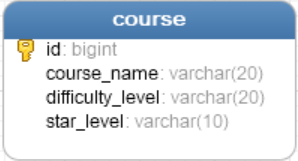 course
id: bigint
course_name: varchar(20)
difficulty_level: varchar(20)
star_level: varchar(10)